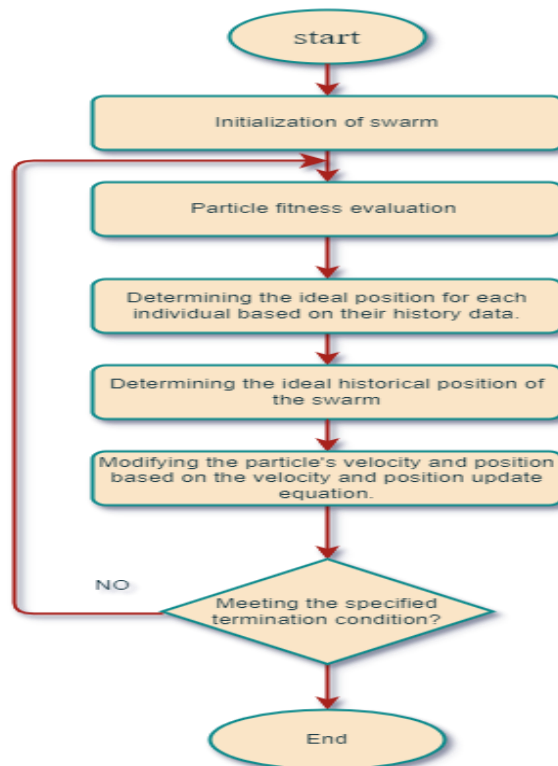 start
Initialization of swarm
Particle fitness evaluation
Determining the ideal position for each
individual based on their history data.
Determining the ideal historical position of
the swarm
Modifying the particle's velocity and position
based on the velocity and position update
equation.
NO
Meeting the specified
termination condition?
End